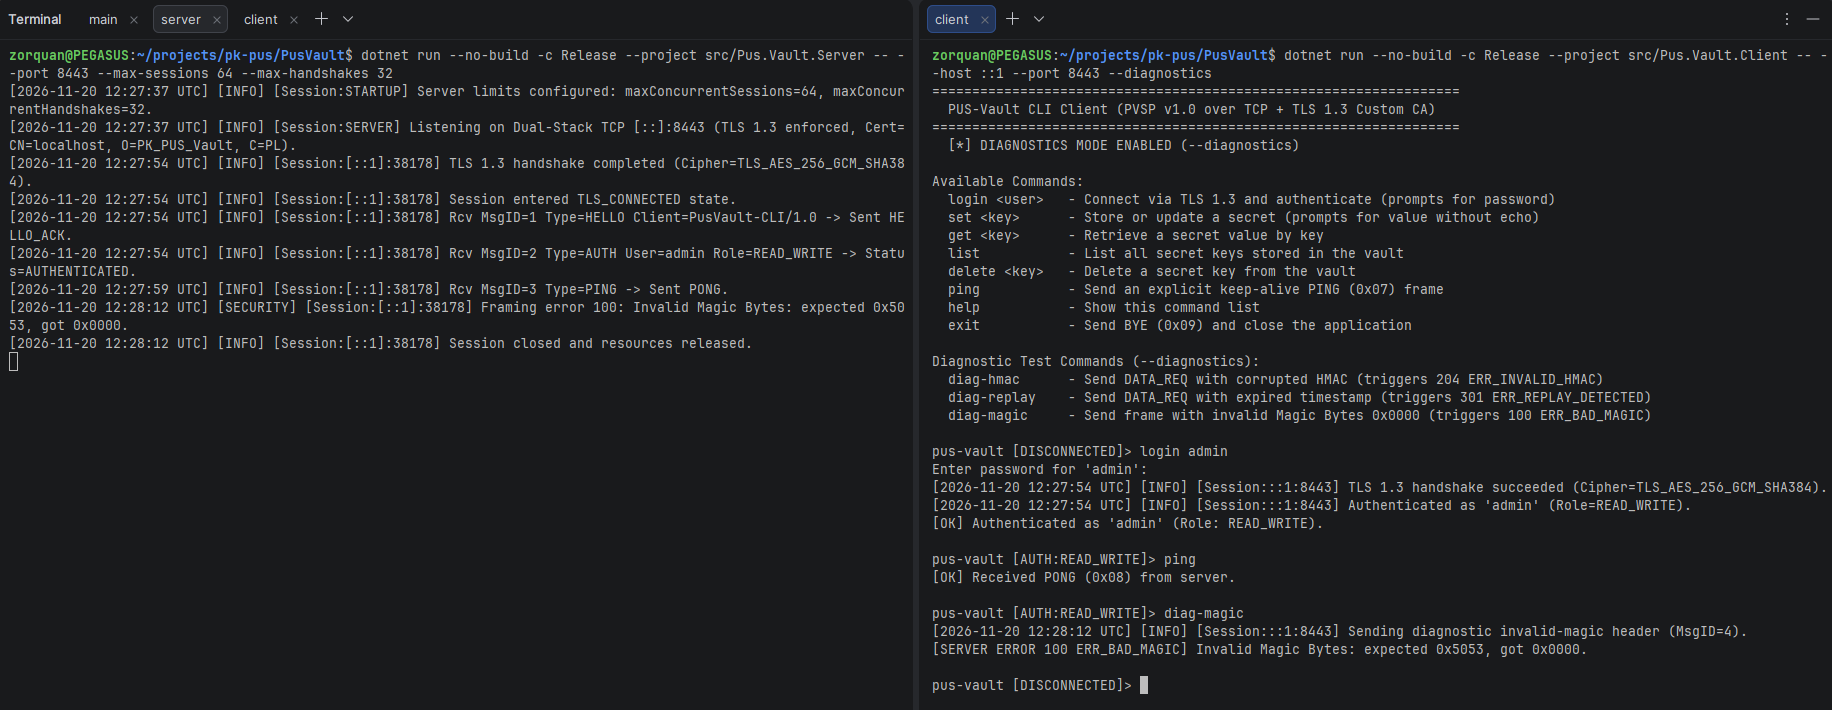 Terminal main × server × client × + ∨
zorquan@PEGASUS:~/projects/pk-pus/PusVault$ dotnet run --no-build -c Release --project src/Pus.Vault.Server -- -
-port 8443 --max-sessions 64 --max-handshakes 32
[2026-11-20 12:27:37 UTC] [INFO] [Session:STARTUP] Server limits configured: maxConcurrentSessions=64, maxConcur
rentHandshakes=32.
[2026-11-20 12:27:37 UTC] [INFO] [Session:SERVER] Listening on Dual-Stack TCP [::]:8443 (TLS 1.3 enforced, Cert=
CN=localhost, O=PK_PUS_Vault, C=PL).
[2026-11-20 12:27:54 UTC] [INFO] [Session:[::1]:38178] TLS 1.3 handshake completed (Cipher=TLS_AES_256_GCM_SHA38
4).
[2026-11-20 12:27:54 UTC] [INFO] [Session:[::1]:38178] Session entered TLS_CONNECTED state.
[2026-11-20 12:27:54 UTC] [INFO] [Session:[::1]:38178] Rcv MsgID=1 Type=HELLO Client=PusVault-CLI/1.0 -> Sent HE
LLO_ACK.
[2026-11-20 12:27:54 UTC] [INFO] [Session:[::1]:38178] Rcv MsgID=2 Type=AUTH User=admin Role=READ_WRITE -> Statu
s=AUTHENTICATED.
[2026-11-20 12:27:59 UTC] [INFO] [Session:[::1]:38178] Rcv MsgID=3 Type=PING -> Sent PONG.
[2026-11-20 12:28:12 UTC] [SECURITY] [Session:[::1]:38178] Framing error 100: Invalid Magic Bytes: expected 0x50
53, got 0x0000.
[2026-11-20 12:28:12 UTC] [INFO] [Session:[::1]:38178] Session closed and resources released.
client × + ∨
zorquan@PEGASUS:~/projects/pk-pus/PusVault$ dotnet run --no-build -c Release --project src/Pus.Vault.Client -- -
-host ::1 --port 8443 --diagnostics
==================================================================
PUS-Vault CLI Client (PVSP v1.0 over TCP + TLS 1.3 Custom CA)
==================================================================
[*] DIAGNOSTICS MODE ENABLED (--diagnostics)
Available Commands:
login <user>   - Connect via TLS 1.3 and authenticate (prompts for password)
set <key>      - Store or update a secret (prompts for value without echo)
get <key>      - Retrieve a secret value by key
list           - List all secret keys stored in the vault
delete <key>   - Delete a secret key from the vault
ping           - Send an explicit keep-alive PING (0x07) frame
help           - Show this command list
exit           - Send BYE (0x09) and close the application
Diagnostic Test Commands (--diagnostics):
diag-hmac      - Send DATA_REQ with corrupted HMAC (triggers 204 ERR_INVALID_HMAC)
diag-replay    - Send DATA_REQ with expired timestamp (triggers 301 ERR_REPLAY_DETECTED)
diag-magic     - Send frame with invalid Magic Bytes 0x0000 (triggers 100 ERR_BAD_MAGIC)
pus-vault [DISCONNECTED]> login admin
Enter password for 'admin':
[2026-11-20 12:27:54 UTC] [INFO] [Session:::1:8443] TLS 1.3 handshake succeeded (Cipher=TLS_AES_256_GCM_SHA384).
[2026-11-20 12:27:54 UTC] [INFO] [Session:::1:8443] Authenticated as 'admin' (Role=READ_WRITE).
[OK] Authenticated as 'admin' (Role: READ_WRITE).
pus-vault [AUTH:READ_WRITE]> ping
[OK] Received PONG (0x08) from server.
pus-vault [AUTH:READ_WRITE]> diag-magic
[2026-11-20 12:28:12 UTC] [INFO] [Session:::1:8443] Sending diagnostic invalid-magic header (MsgID=4).
[SERVER ERROR 100 ERR_BAD_MAGIC] Invalid Magic Bytes: expected 0x5053, got 0x0000.
pus-vault [DISCONNECTED]>